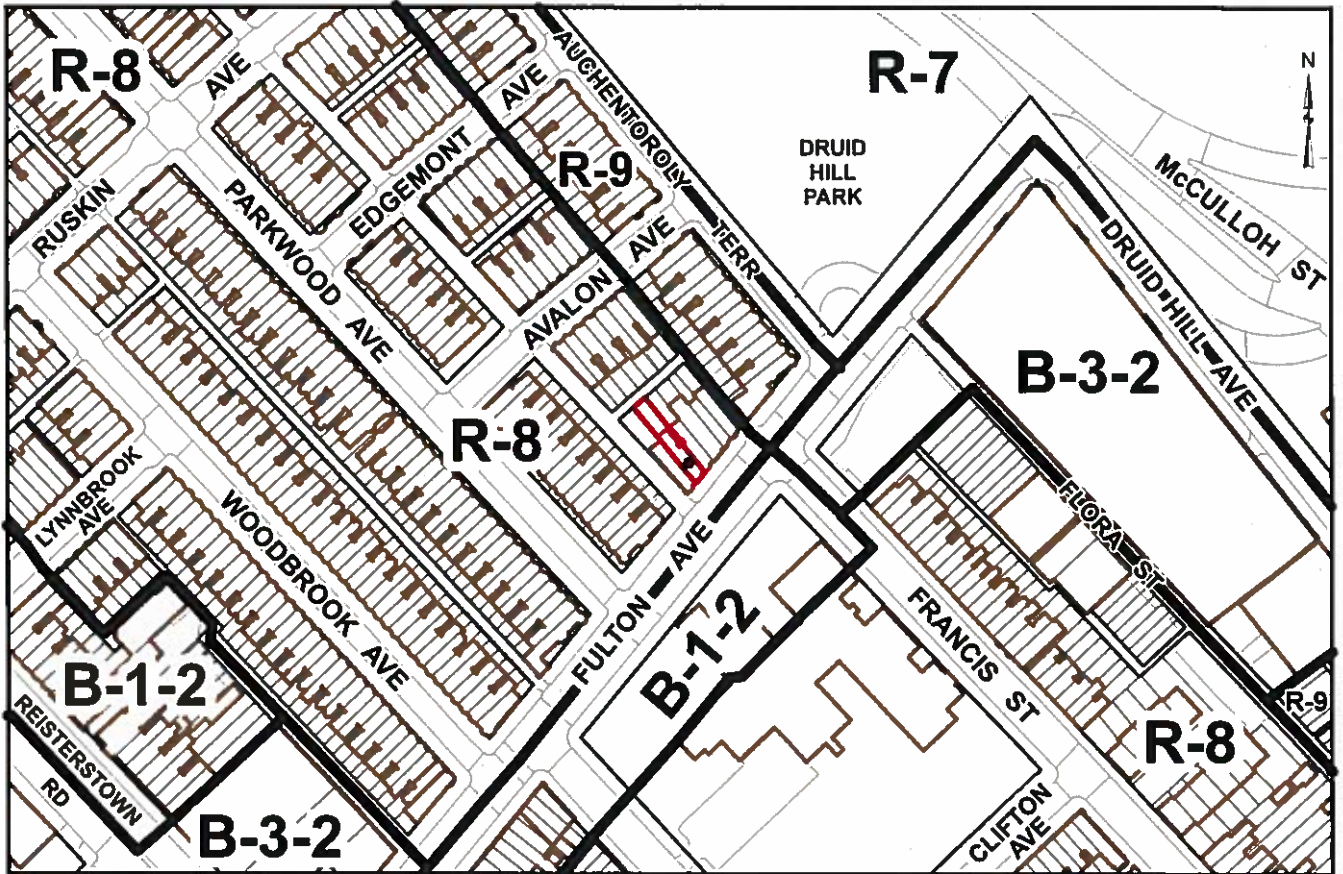 R-8
AVE
AVE
AUCHENTOROLY
TERR
R-7
N
DRUID
HILL
PARK
McCULLOH ST
R-9
EDGEMONT
RUSKIN
PARKWOOD AVE
AVE
AVALON
DRUID HILL AVE
B-3-2
R-8
LYNNBROOK
AVE
WOODBROOK AVE
FLORA ST
FULTON AVE
B-1-2
FRANCIS ST
B-1-2
REISTERSTOWN
RD
R-9
R-8
B-3-2
CLIFTON
AVE